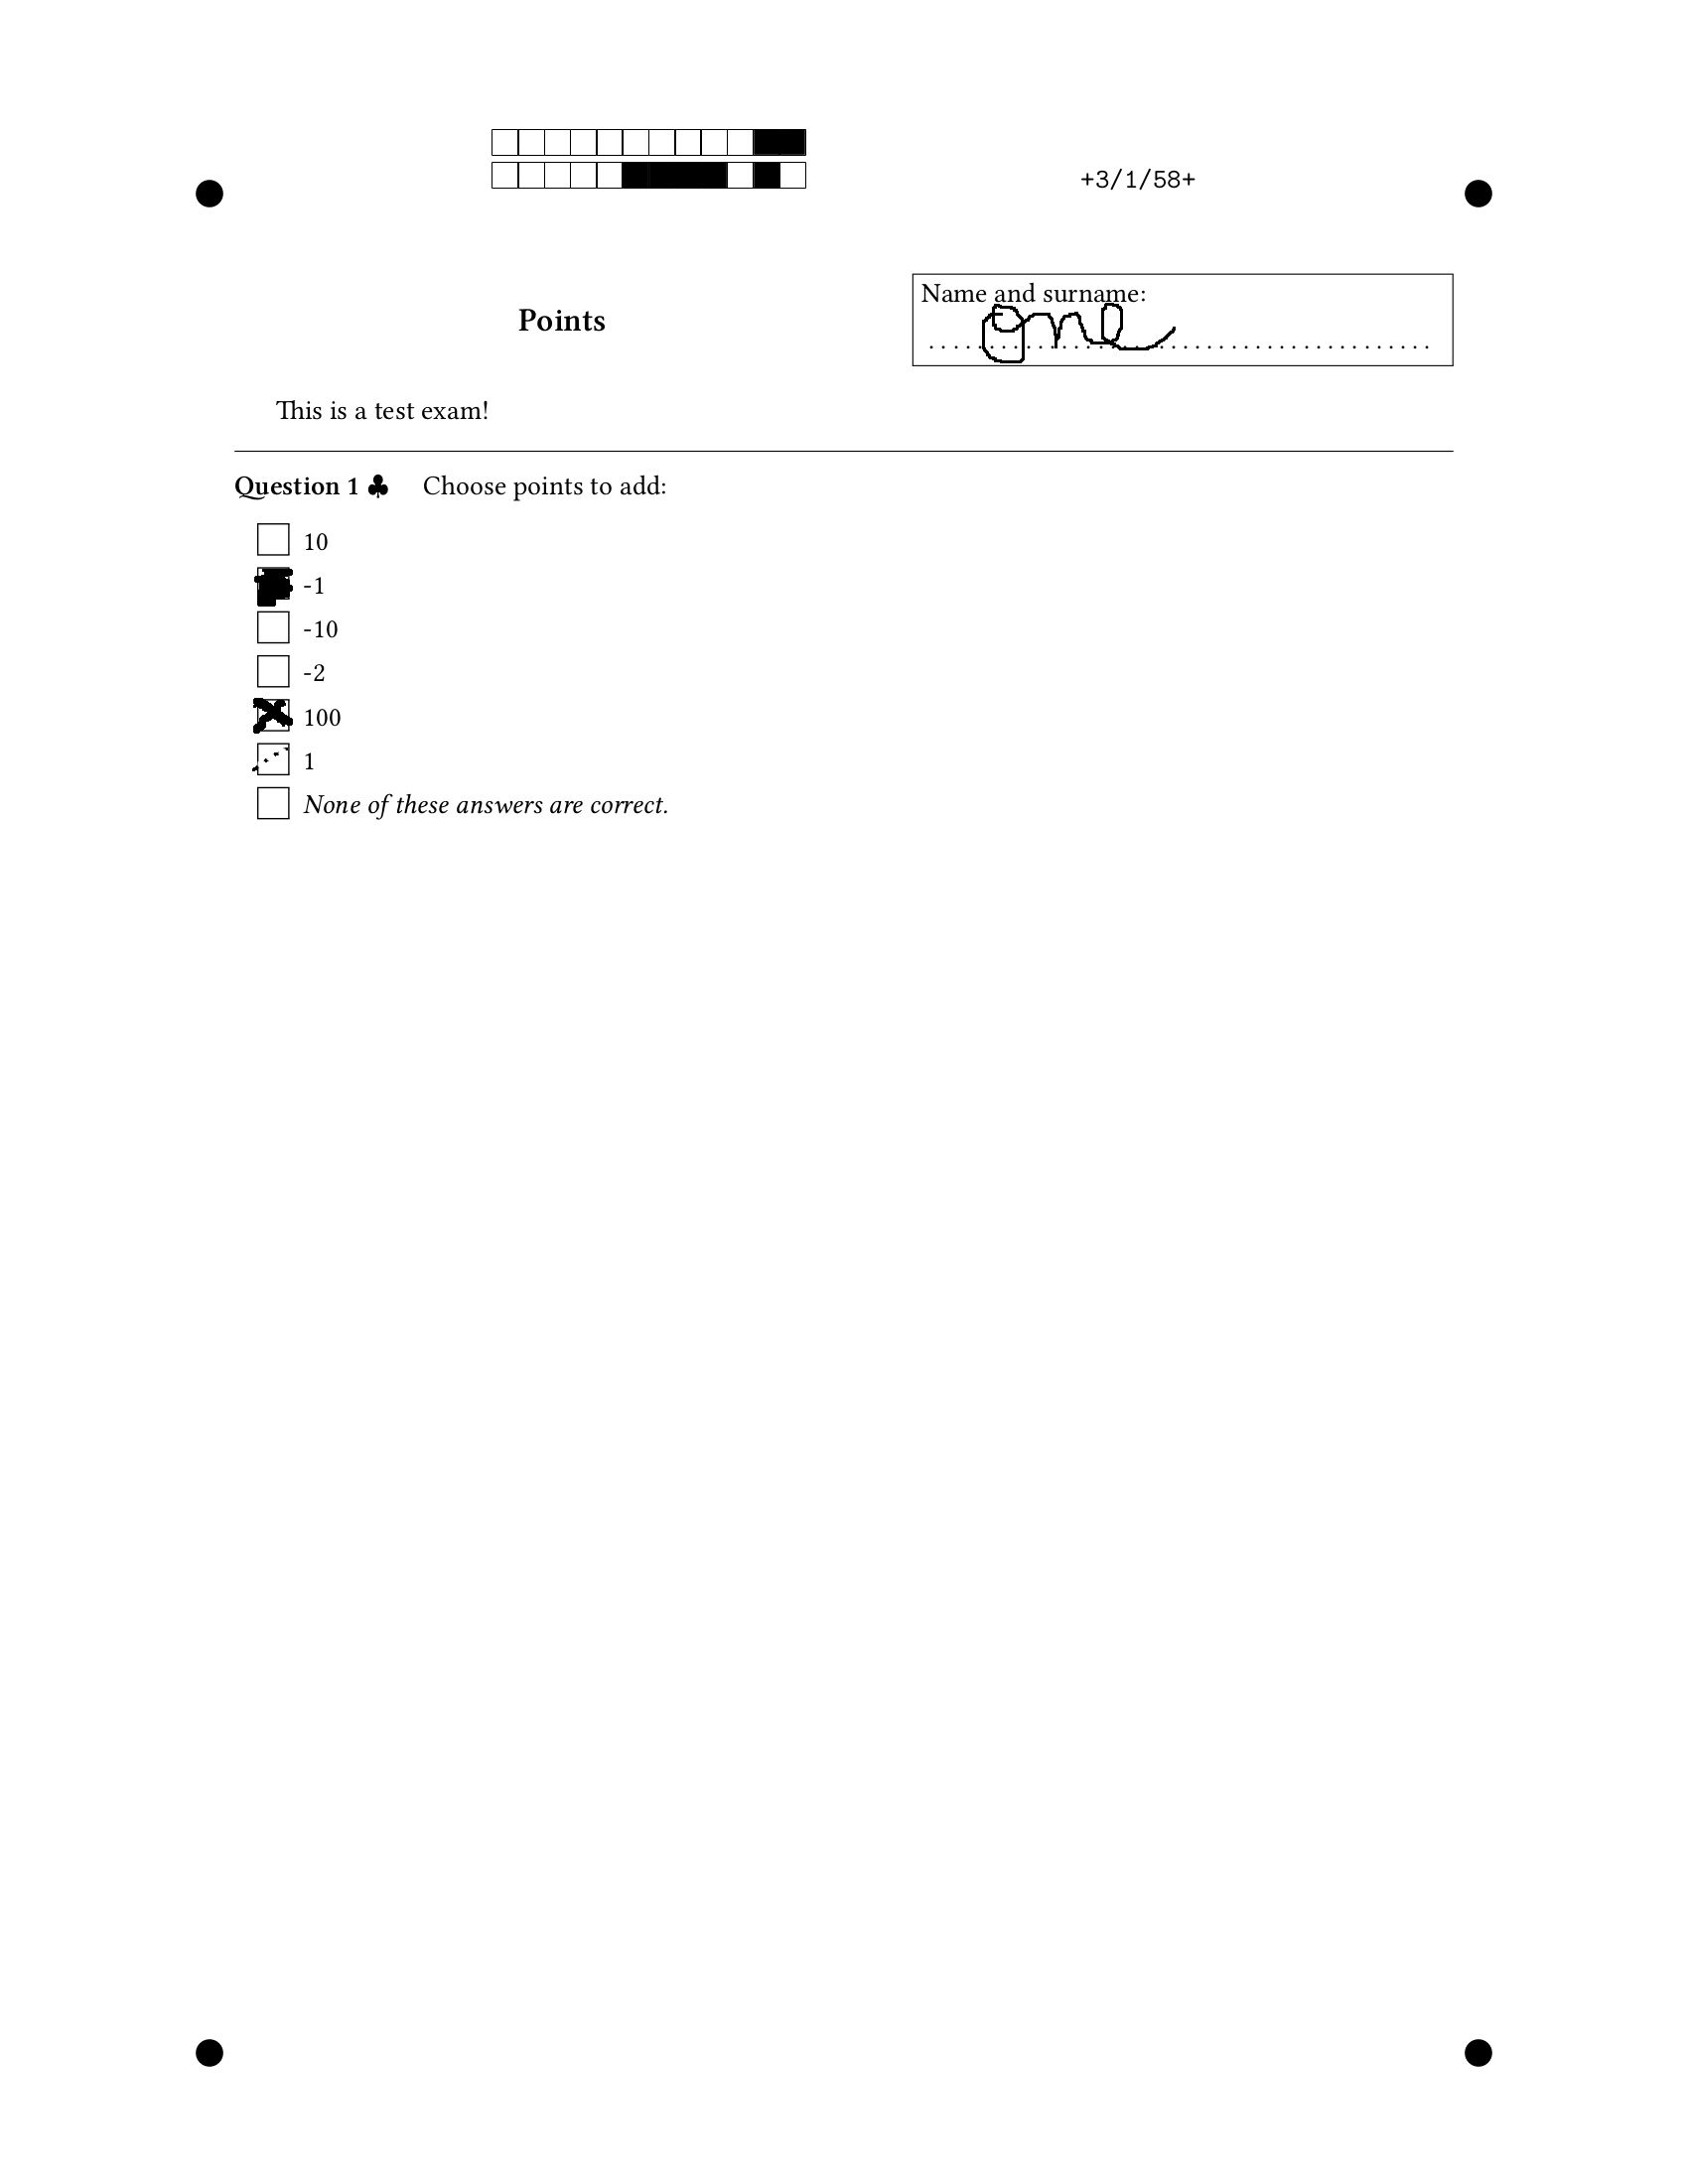 +3/1/58+
Points
Name and surname:
one
This is a test exam!
Question 1 ♣ Choose points to add:
10
-1
-10
-2
100
1
None of these answers are correct.